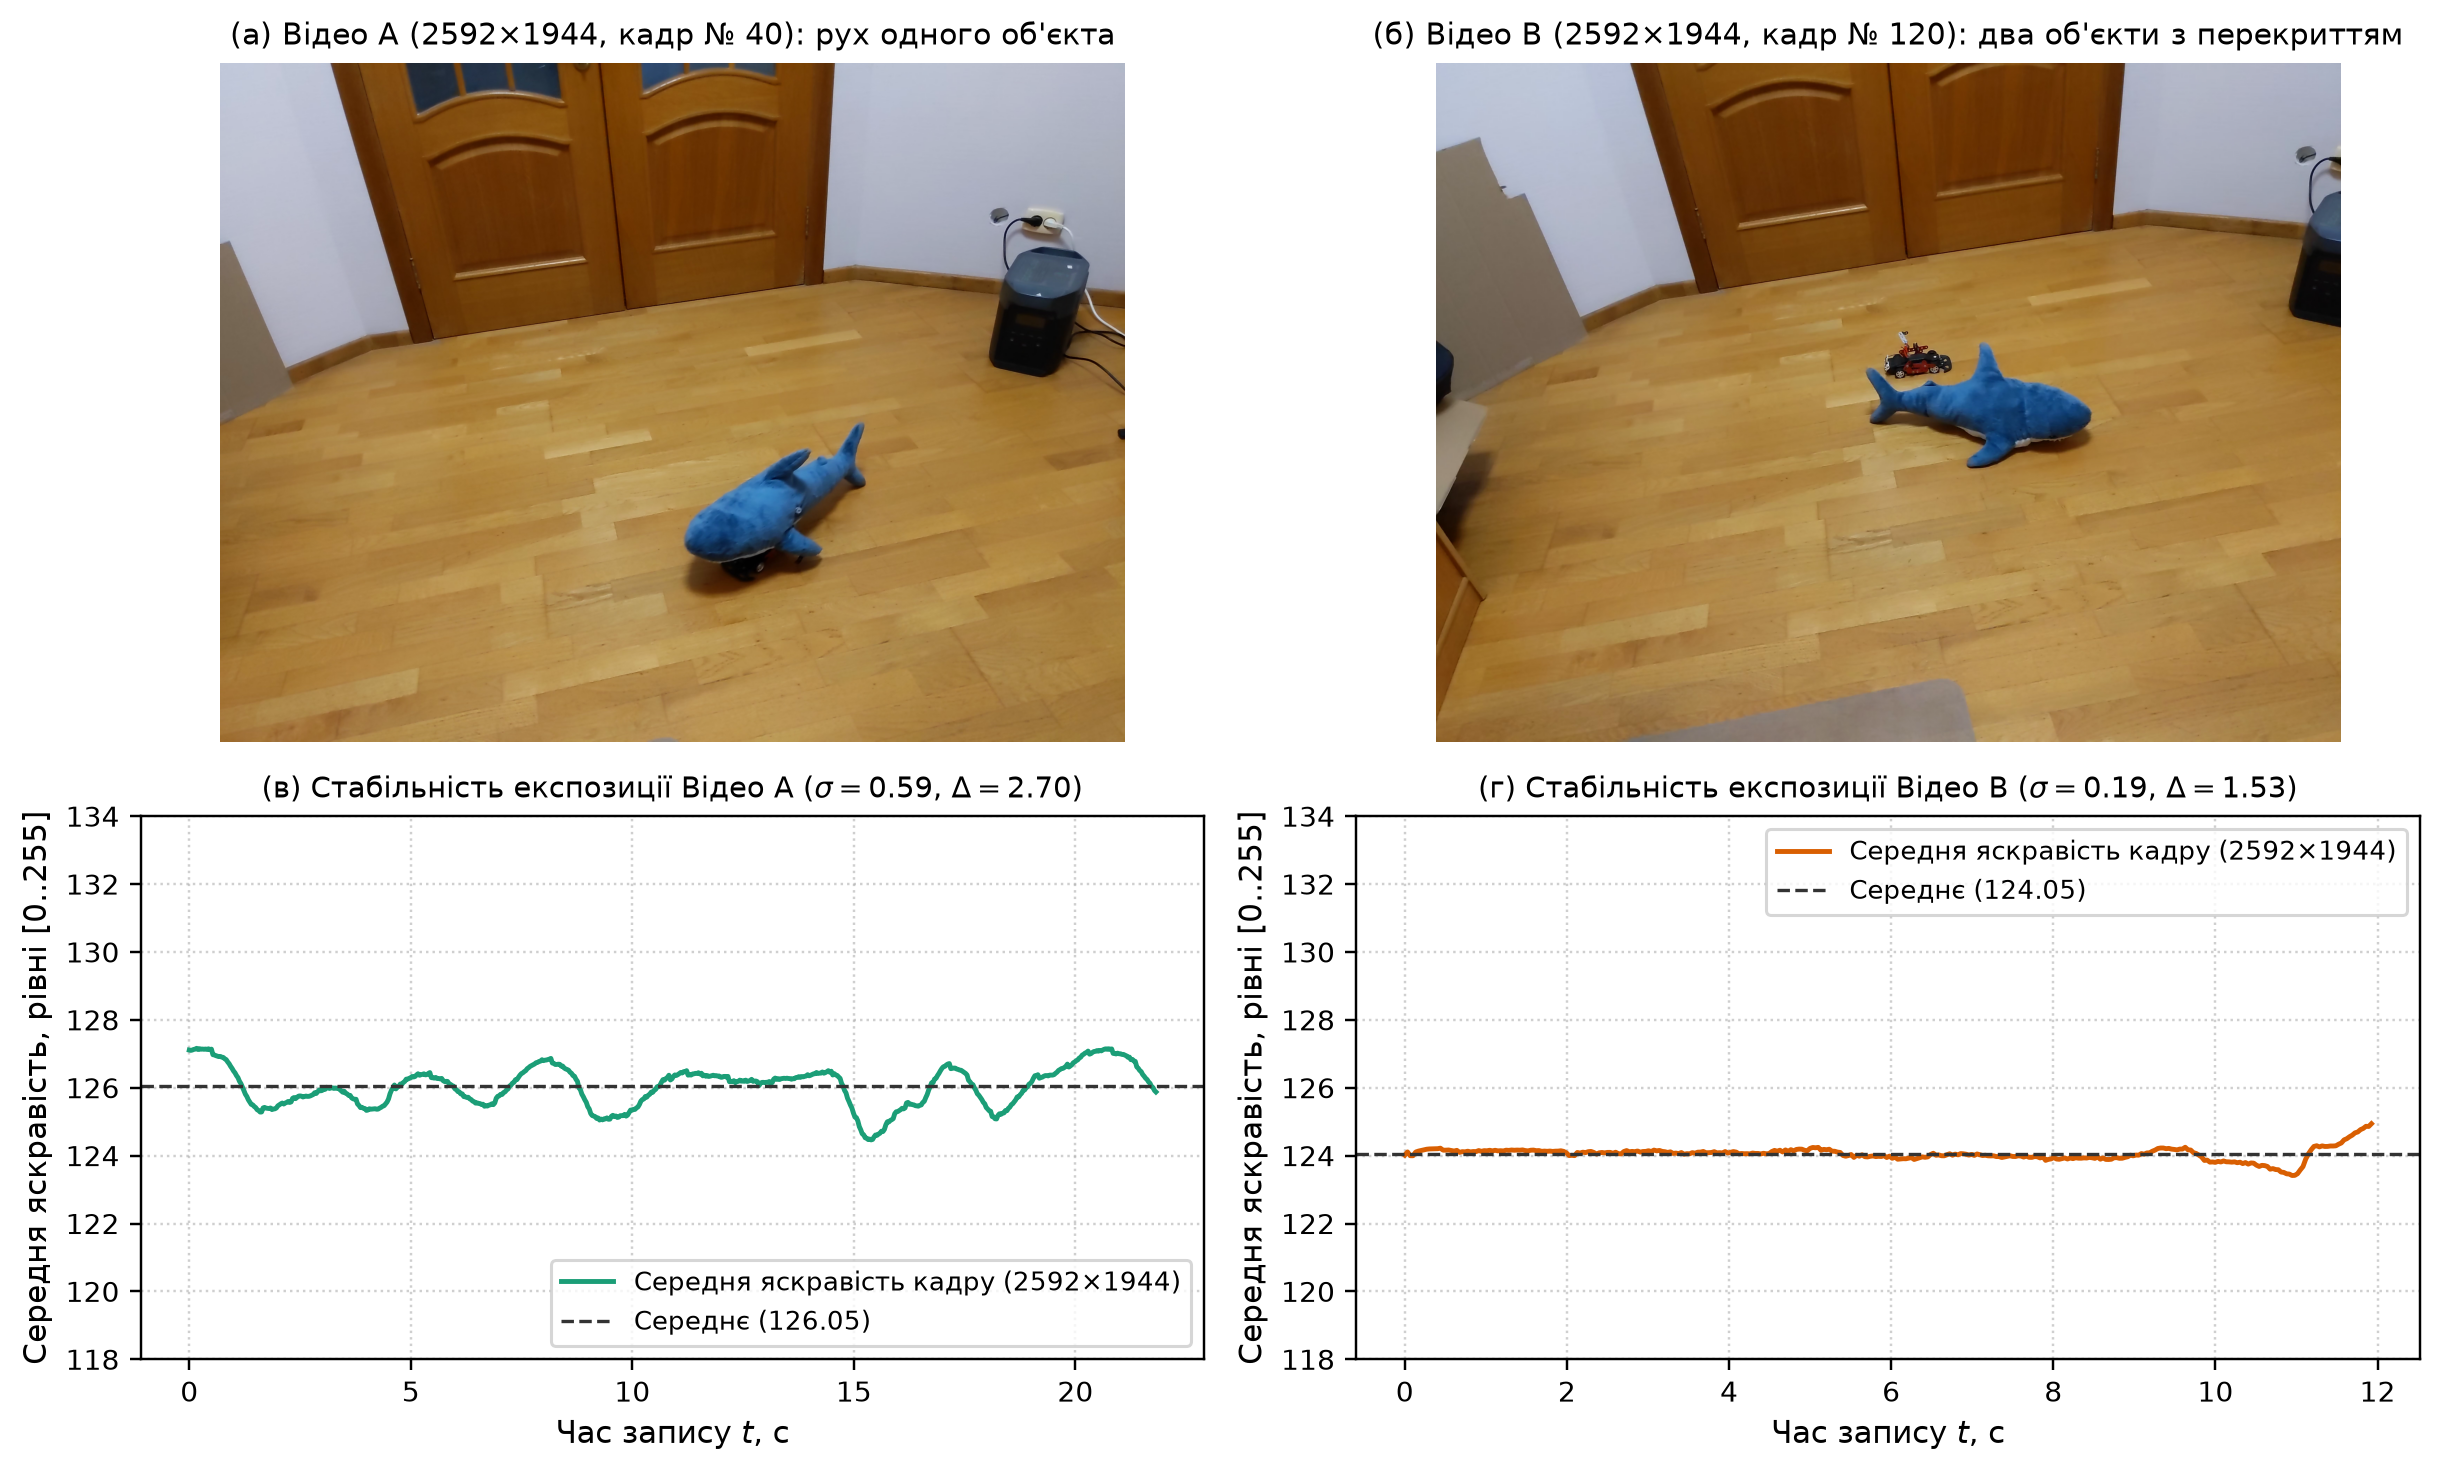 (а) Відео A (2592×1944, кадр № 40): рух одного об'єкта
(б) Відео B (2592×1944, кадр № 120): два об'єкти з перекриттям
(в) Стабільність експозиції Відео A (σ = 0.59, Δ = 2.70)
Середня яскравість, рівні [0..255]
134
132
130
128
126
124
122
120
118
Середня яскравість кадру (2592×1944)
Середнє (126.05)
0 5 10 15 20
Час запису t, с
(г) Стабільність експозиції Відео B (σ = 0.19, Δ = 1.53)
Середня яскравість, рівні [0..255]
134
132
130
128
126
124
122
120
118
Середня яскравість кадру (2592×1944)
Середнє (124.05)
0 2 4 6 8 10 12
Час запису t, с